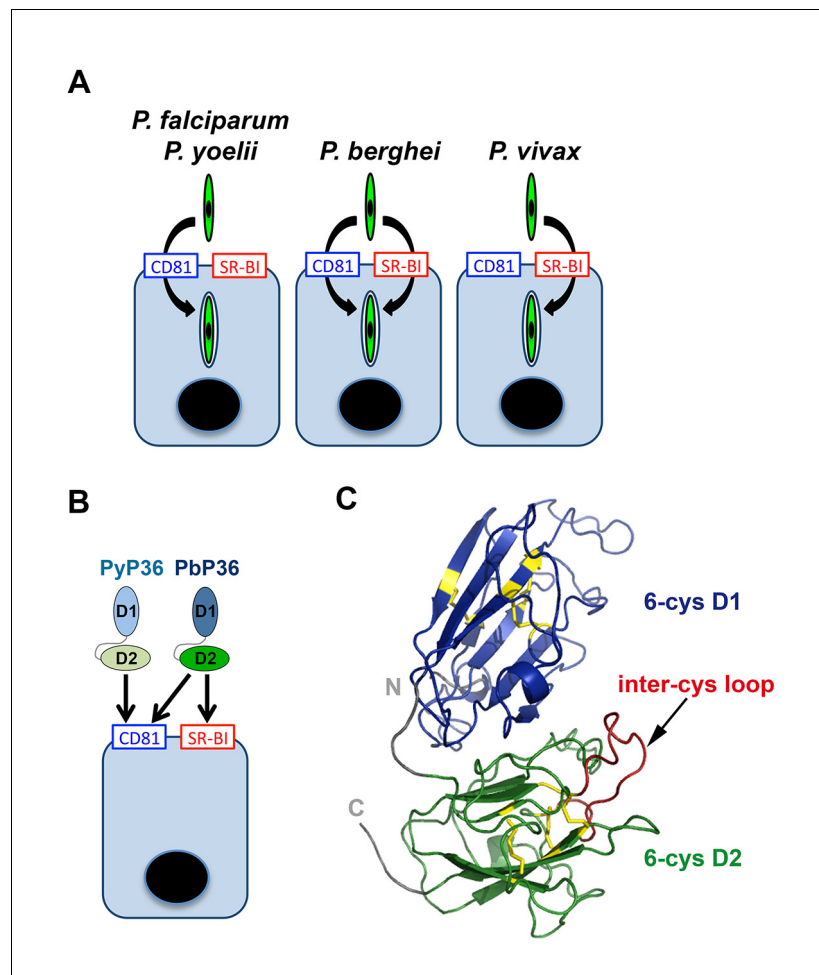 A
P. falciparum
P. yoelii
P. berghei
P. vivax
CD81
SR-BI
CD81
SR-BI
CD81
SR-BI
B
PyP36
PbP36
D1
D1
D2
D2
CD81
SR-BI
C
6-cys D1
N
inter-cys loop
C
6-cys D2